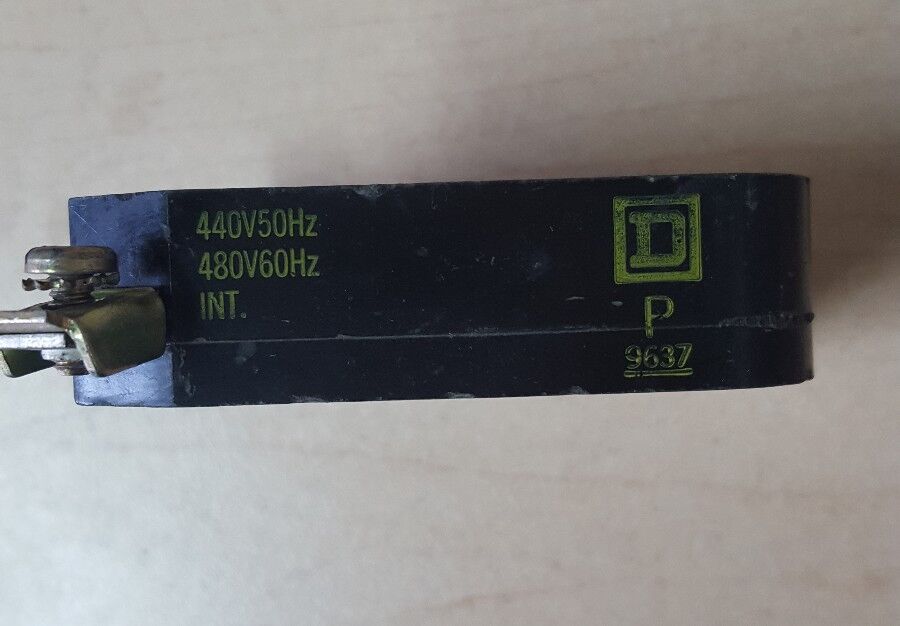 440V50Hz
480V60Hz
INT.
D
P
9637